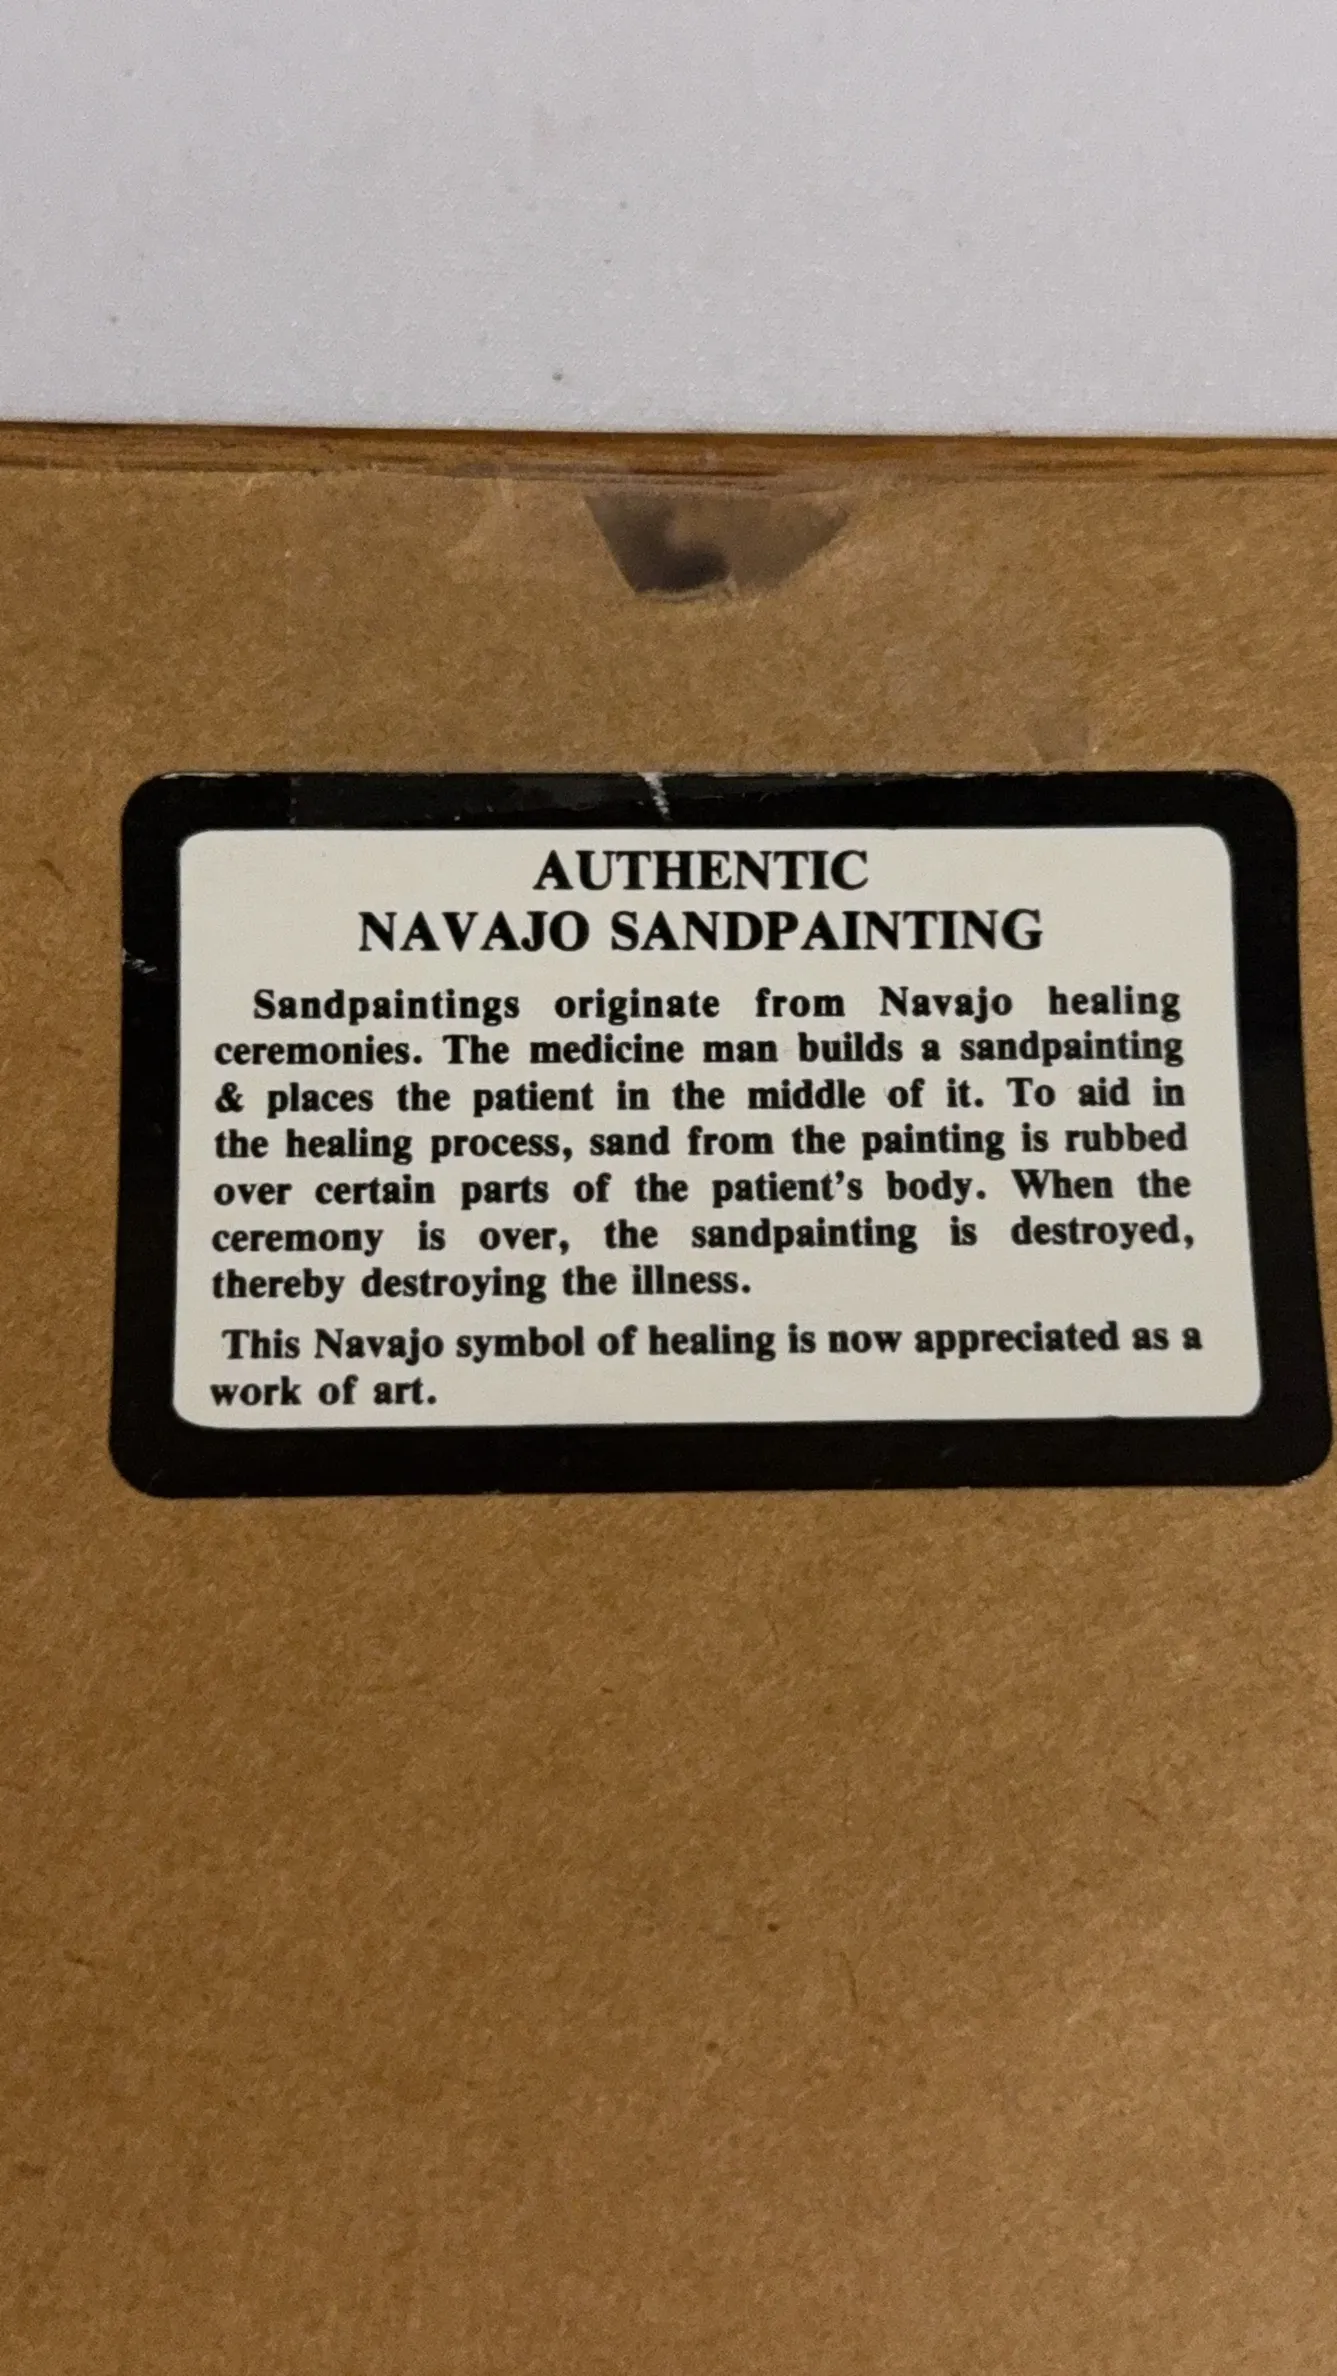 AUTHENTIC
NAVAJO SANDPAINTING
Sandpaintings originate from Navajo healing
ceremonies. The medicine man builds a sandpainting
& places the patient in the middle of it. To aid in
the healing process, sand from the painting is rubbed
over certain parts of the patient's body. When the
ceremony is over, the sandpainting is destroyed,
thereby destroying the illness.
This Navajo symbol of healing is now appreciated as a
work of art.